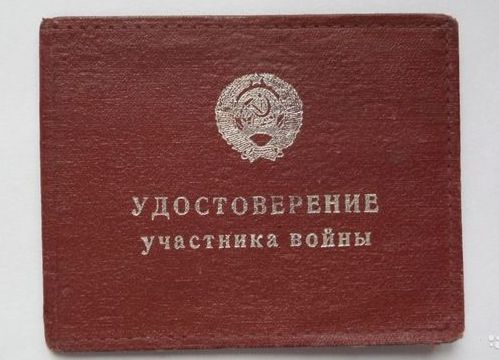 УДОСТОВЕРЕНИЕ
участника войны